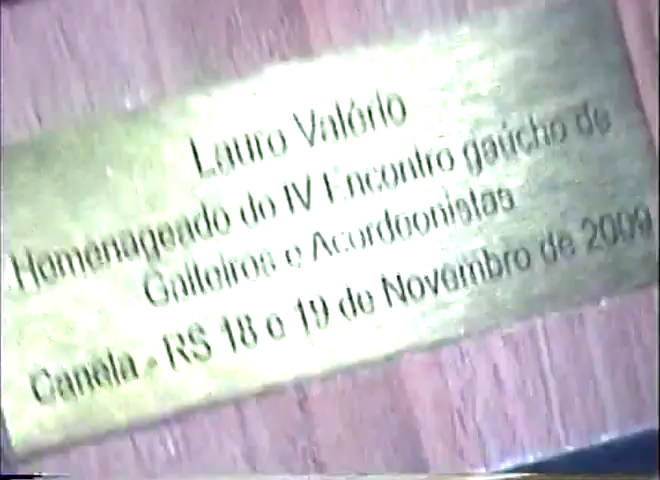 Lauro Valério
Homenageado do IV Encontro gaúcho de
Gaiteiros e Acordeonistas
Canela - RS 18 e 19 de Novembro de 2009